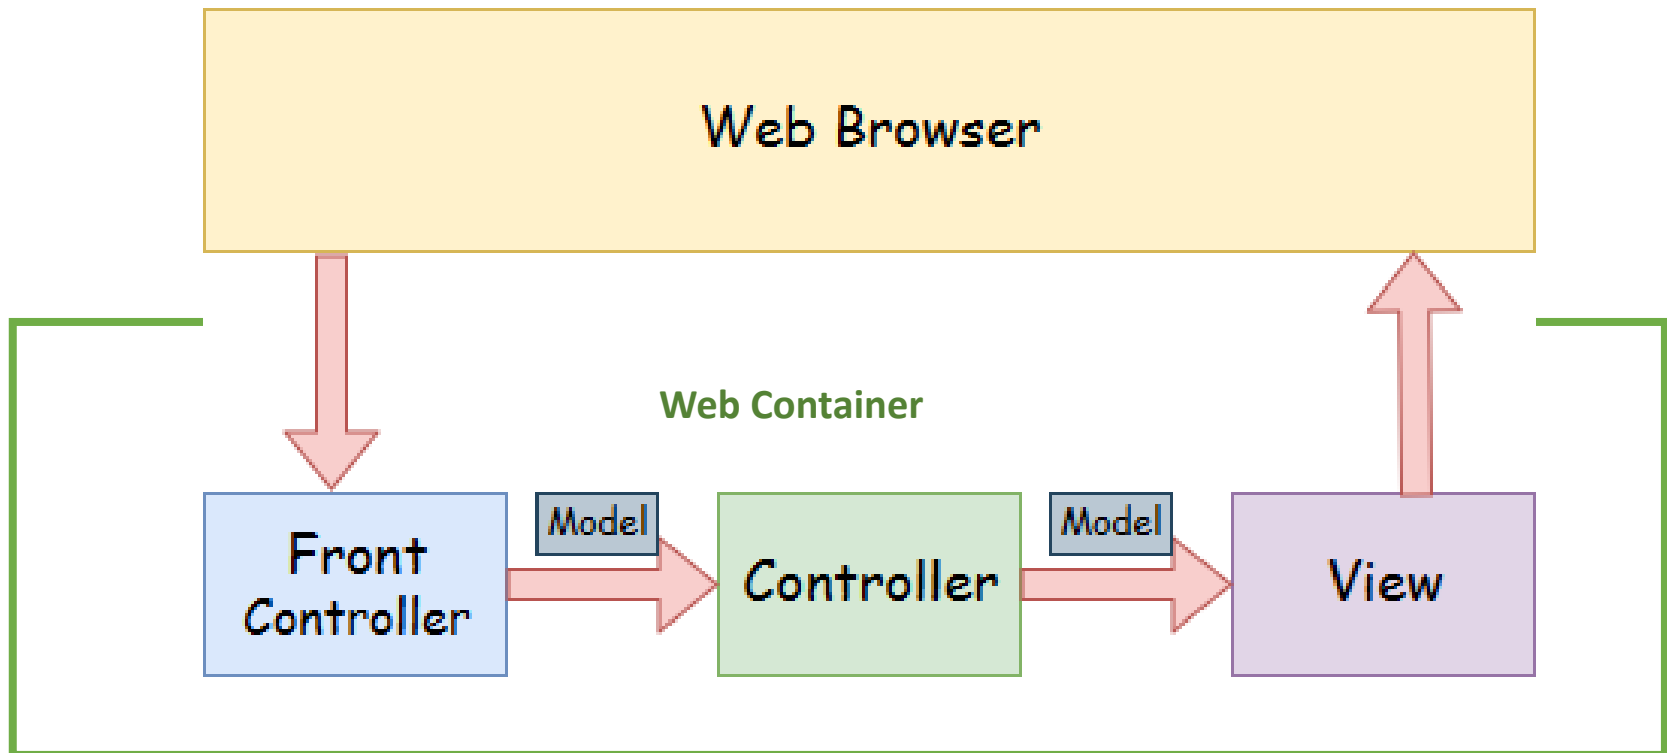 Web Browser
Web Container
Front
Controller
Model
Controller
Model
View